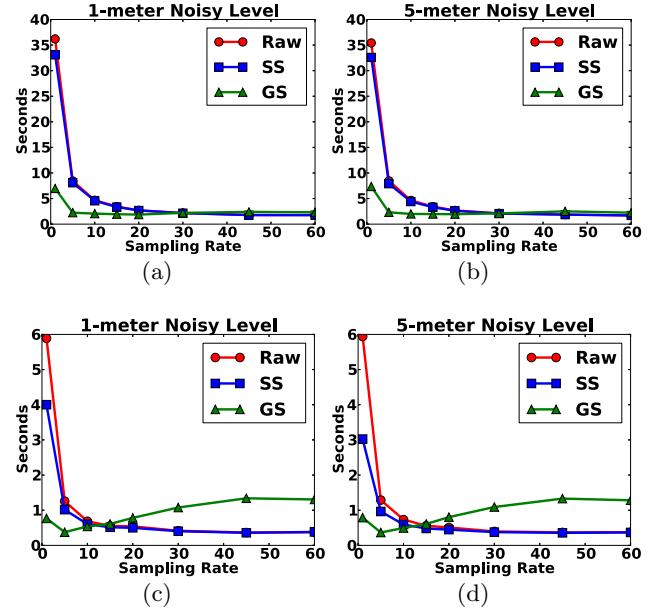 1-meter Noisy Level
40
35
30
25
20
15
10
5
0
Seconds
Raw
SS
GS
0 10 20 30 40 50 60
Sampling Rate
(a)
5-meter Noisy Level
40
35
30
25
20
15
10
5
0
Seconds
Raw
SS
GS
0 10 20 30 40 50 60
Sampling Rate
(b)
1-meter Noisy Level
6
5
4
3
2
1
0
Seconds
Raw
SS
GS
0 10 20 30 40 50 60
Sampling Rate
(c)
5-meter Noisy Level
6
5
4
3
2
1
0
Seconds
Raw
SS
GS
0 10 20 30 40 50 60
Sampling Rate
(d)